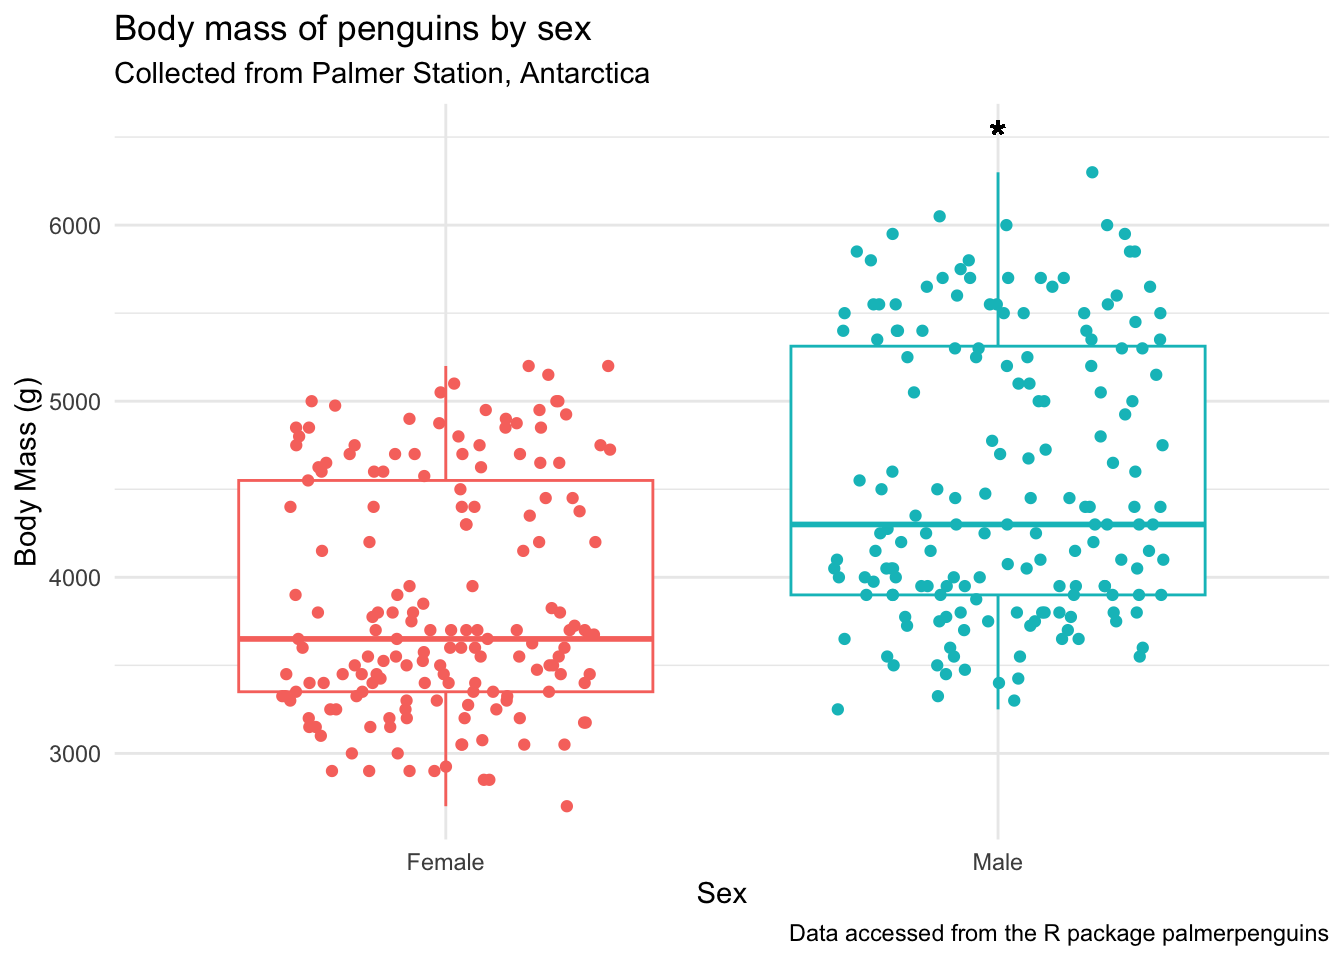 Body mass of penguins by sex
Collected from Palmer Station, Antarctica
*
6000
5000
4000
3000
Body Mass (g)
Female
Male
Sex
Data accessed from the R package palmerpenguins